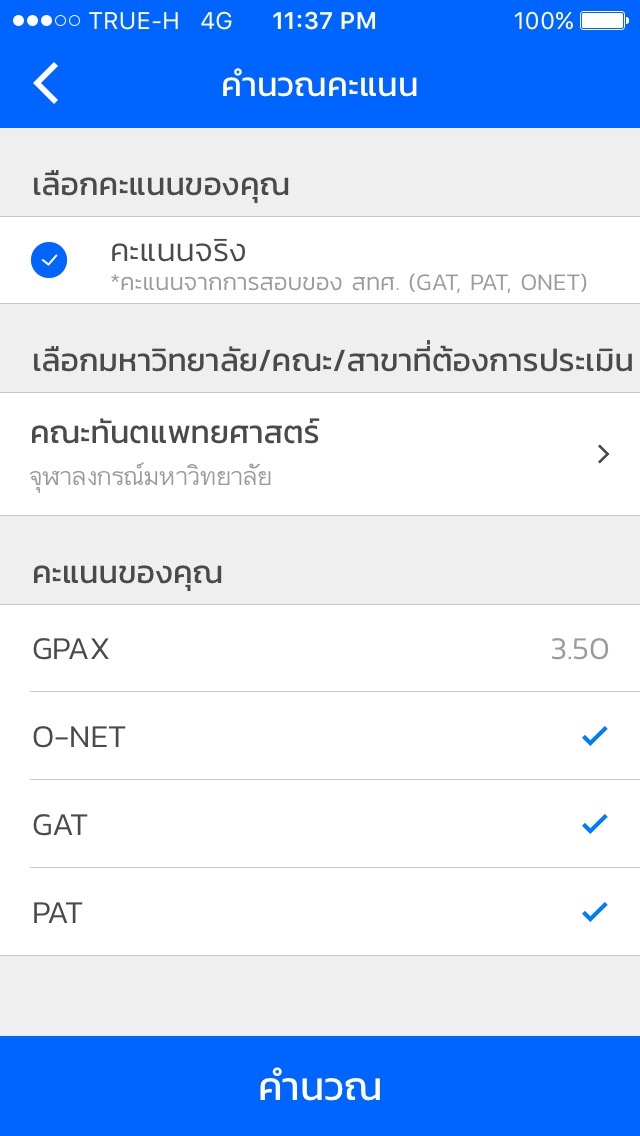 TRUE-H 4G 11:37 PM 100%
คำนวณคะแนน
เลือกคะแนนของคุณ
คะแนนจริง
*คะแนนจากการสอบของ สทศ. (GAT, PAT, ONET)
เลือกมหาวิทยาลัย/คณะ/สาขาที่ต้องการประเมิน
คณะทันตแพทยศาสตร์
จุฬาลงกรณ์มหาวิทยาลัย
คะแนนของคุณ
GPAX 3.50
O-NET
GAT
PAT
คำนวณ